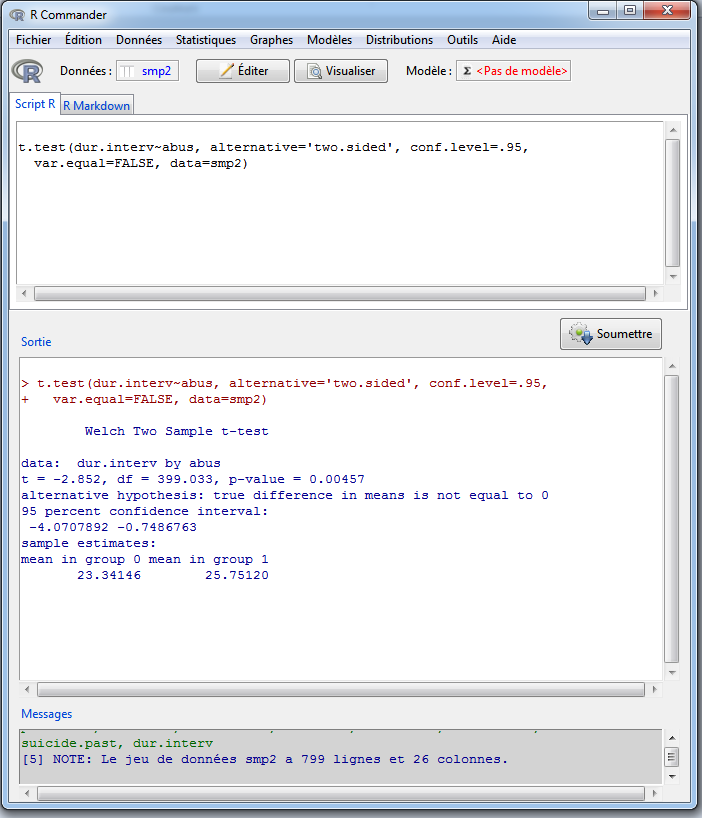 R Commander
Fichier Édition Données Statistiques Graphes Modèles Distributions Outils Aide
R Données : smp2 Éditer Visualiser Modèle : Σ <Pas de modèle>
Script R R Markdown
t.test(dur.interv~abus, alternative='two.sided', conf.level=.95,
var.equal=FALSE, data=smp2)
Sortie
Soumettre
> t.test(dur.interv~abus, alternative='two.sided', conf.level=.95,
+   var.equal=FALSE, data=smp2)
Welch Two Sample t-test
data:  dur.interv by abus
t = -2.852, df = 399.033, p-value = 0.00457
alternative hypothesis: true difference in means is not equal to 0
95 percent confidence interval:
-4.0707892 -0.7486763
sample estimates:
mean in group 0 mean in group 1
23.34146        25.75120
Messages
suicide.past, dur.interv
[5] NOTE: Le jeu de données smp2 a 799 lignes et 26 colonnes.